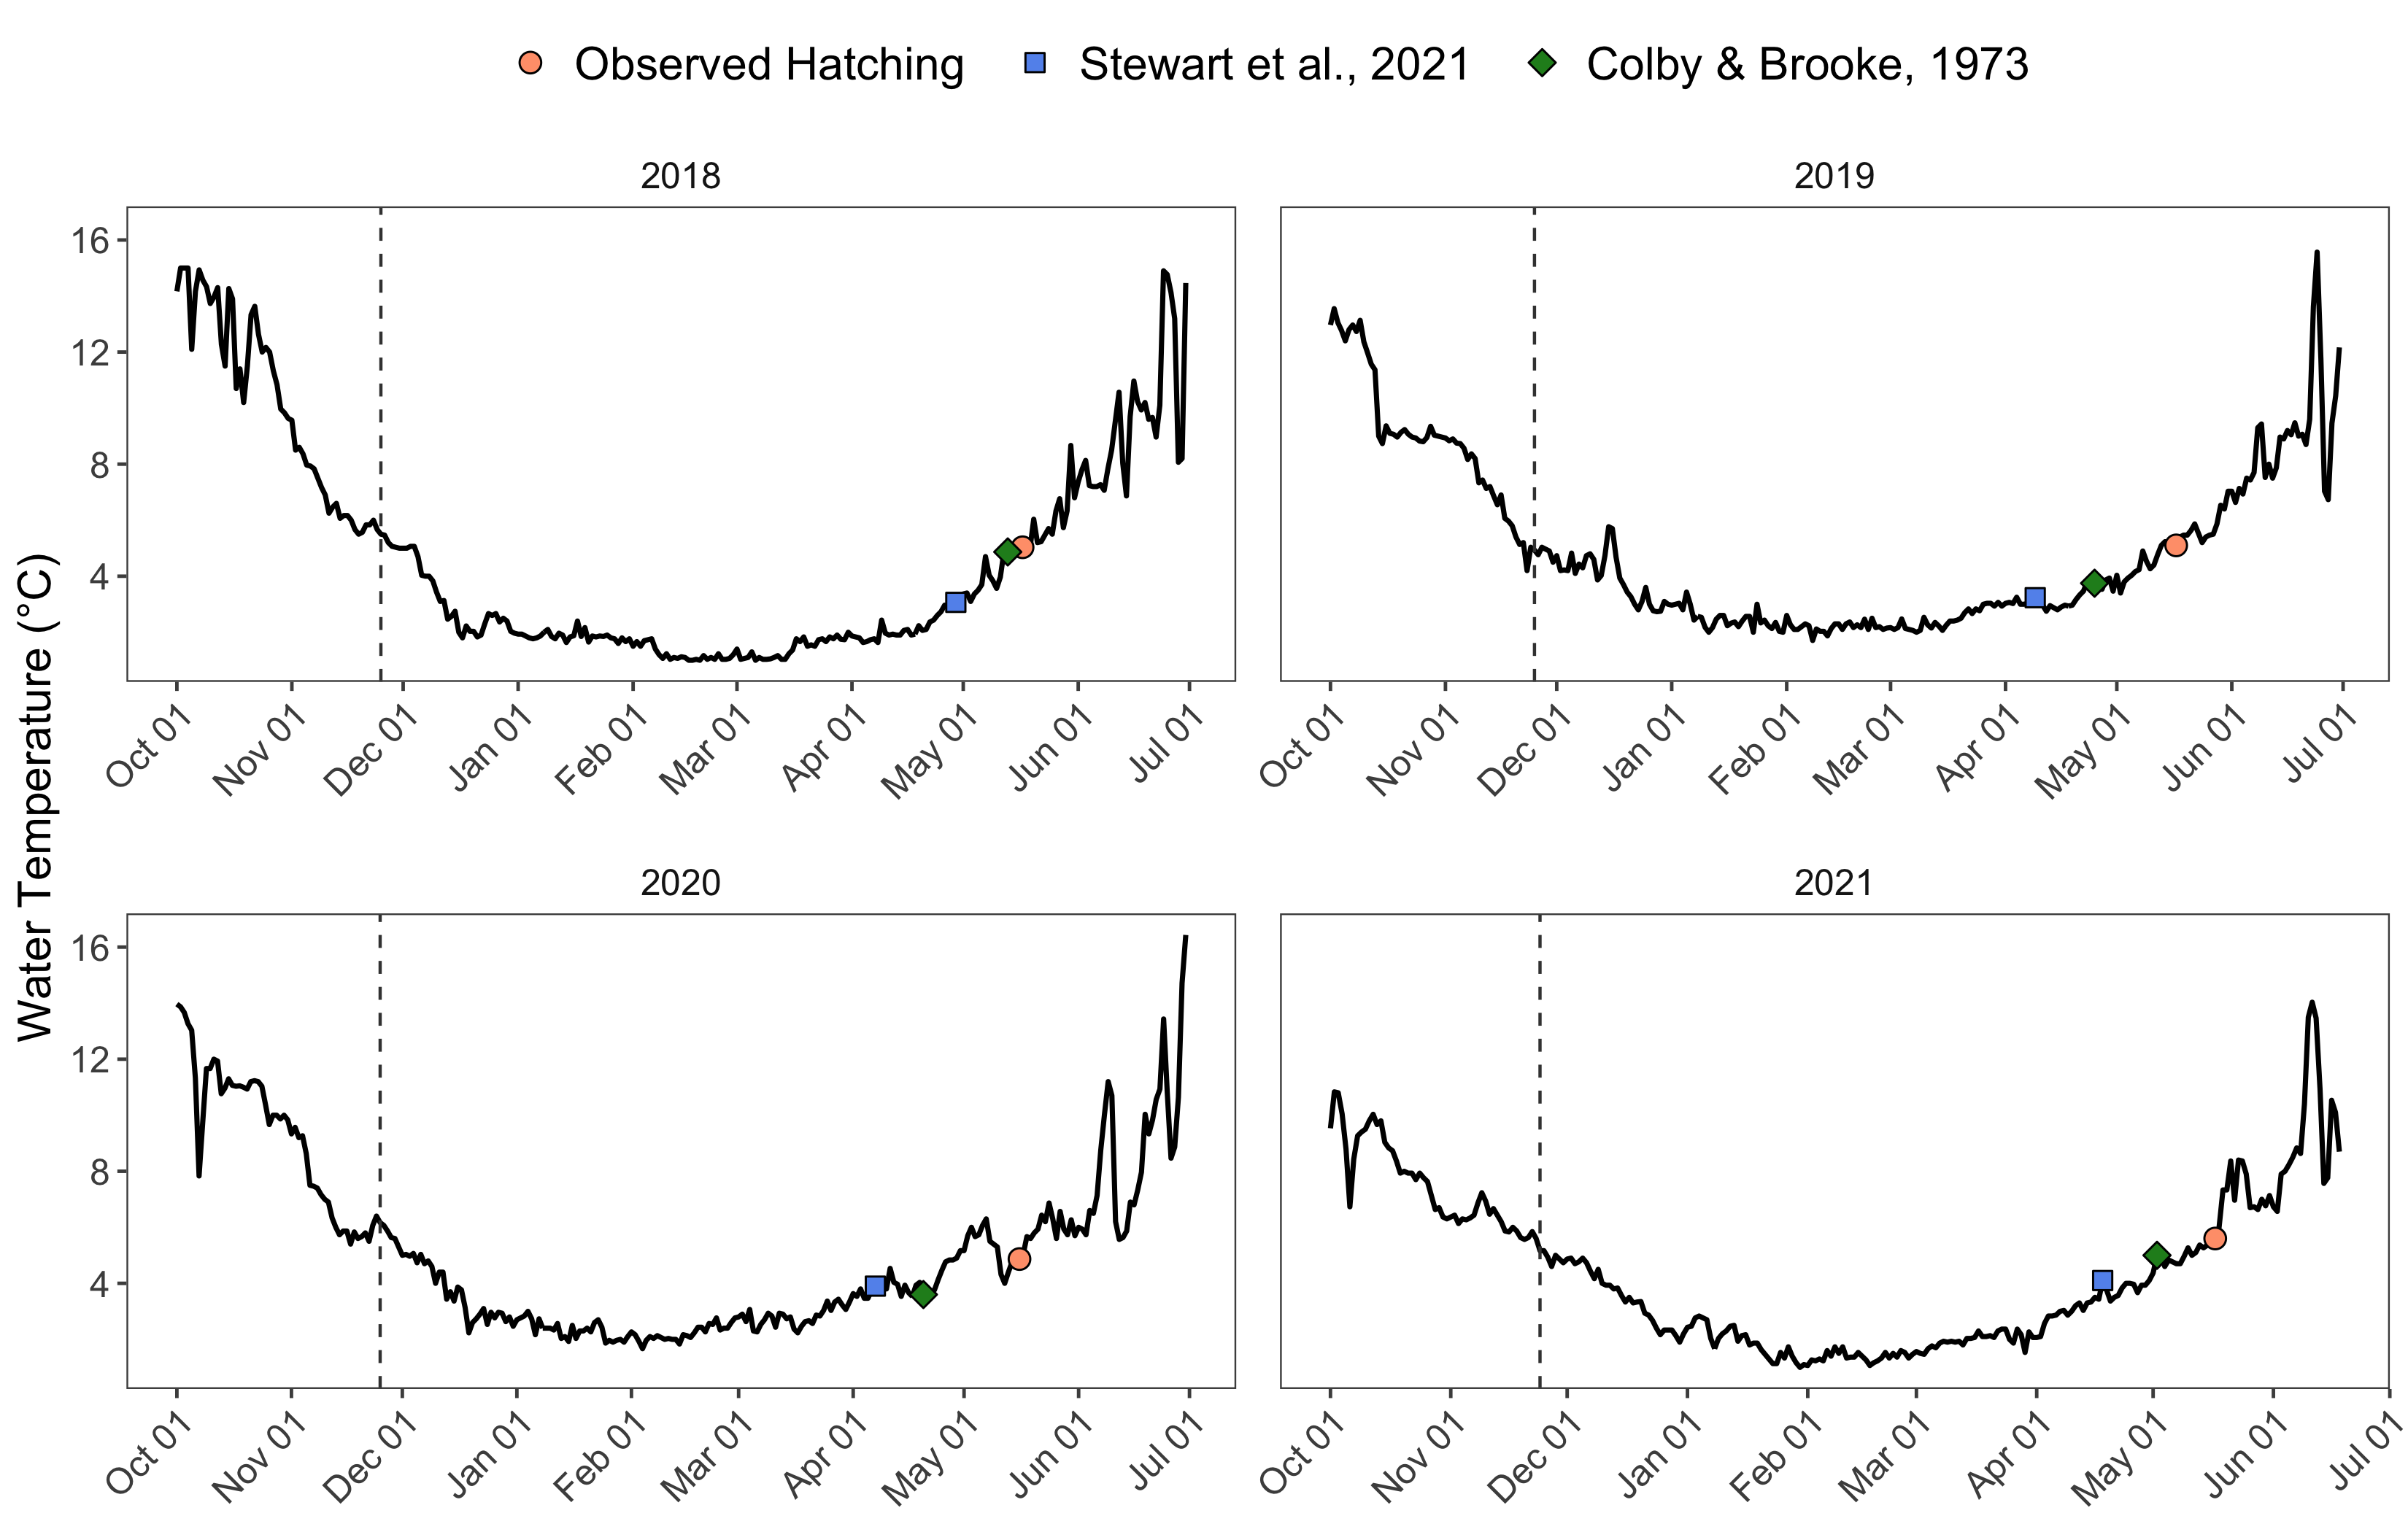 Observed Hatching Stewart et al., 2021 Colby & Brooke, 1973
2018 2019
Water Temperature (°C)
16
12
8
4
Oct 01 Nov 01 Dec 01 Jan 01 Feb 01 Mar 01 Apr 01 May 01 Jun 01 Jul 01
Oct 01 Nov 01 Dec 01 Jan 01 Feb 01 Mar 01 Apr 01 May 01 Jun 01 Jul 01
2020 2021
16
12
8
4
Oct 01 Nov 01 Dec 01 Jan 01 Feb 01 Mar 01 Apr 01 May 01 Jun 01 Jul 01
Oct 01 Nov 01 Dec 01 Jan 01 Feb 01 Mar 01 Apr 01 May 01 Jun 01 Jul 01